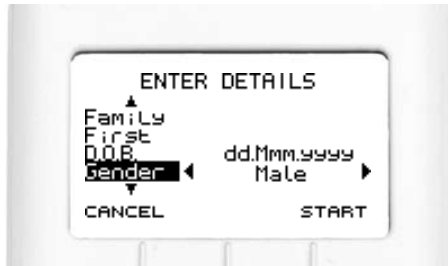 ENTER DETAILS
Family
First
D.O.B. dd.Mmm.yyyy
Gender Male
CANCEL START